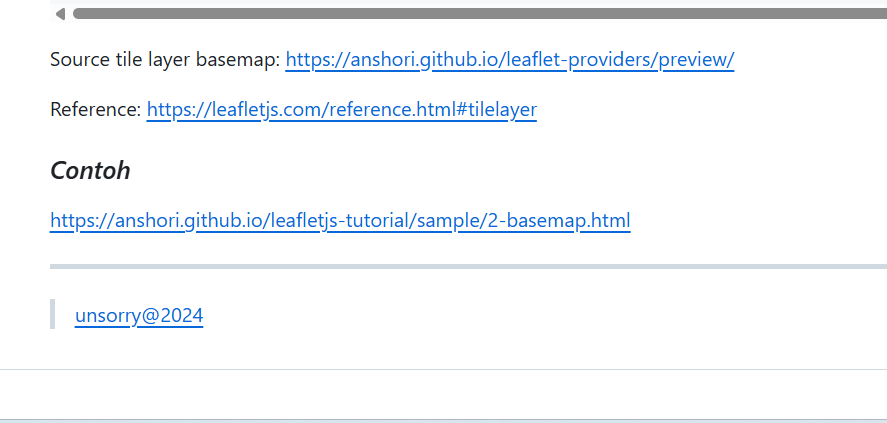 Source tile layer basemap: https://anshori.github.io/leaflet-providers/preview/
Reference: https://leafletjs.com/reference.html#tilelayer
Contoh
https://anshori.github.io/leafletjs-tutorial/sample/2-basemap.html
unsorry@2024